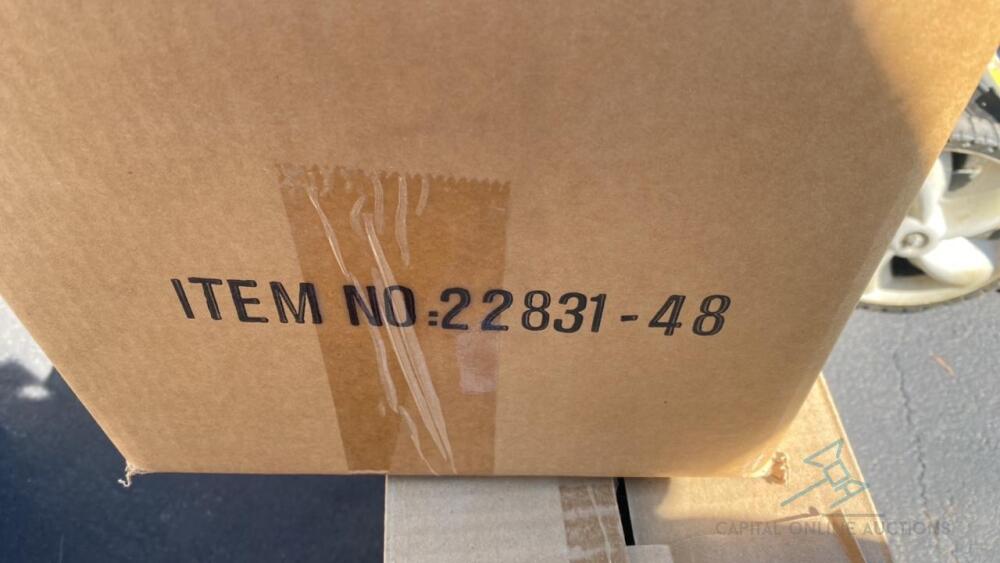 ITEM NO:22831-48
CAPITAL ONLINE AUCTIONS